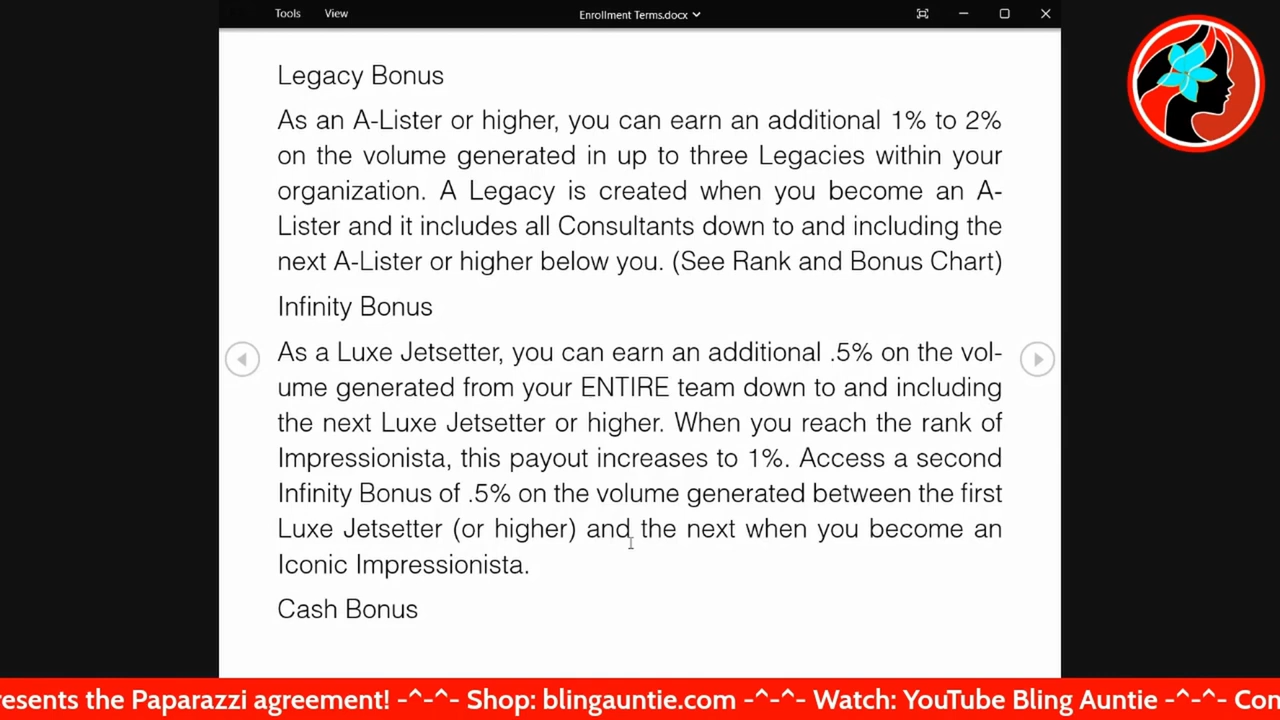 Tools View Enrollment Terms.docx
Legacy Bonus
As an A-Lister or higher, you can earn an additional 1% to 2%
on the volume generated in up to three Legacies within your
organization. A Legacy is created when you become an A-
Lister and it includes all Consultants down to and including the
next A-Lister or higher below you. (See Rank and Bonus Chart)
Infinity Bonus
As a Luxe Jetsetter, you can earn an additional .5% on the vol-
ume generated from your ENTIRE team down to and including
the next Luxe Jetsetter or higher. When you reach the rank of
Impressionista, this payout increases to 1%. Access a second
Infinity Bonus of .5% on the volume generated between the first
Luxe Jetsetter (or higher) and the next when you become an
Iconic Impressionista.
Cash Bonus
resents the Paparazzi agreement! -^-^- Shop: blingauntie.com -^-^- Watch: YouTube Bling Auntie -^-^- Con